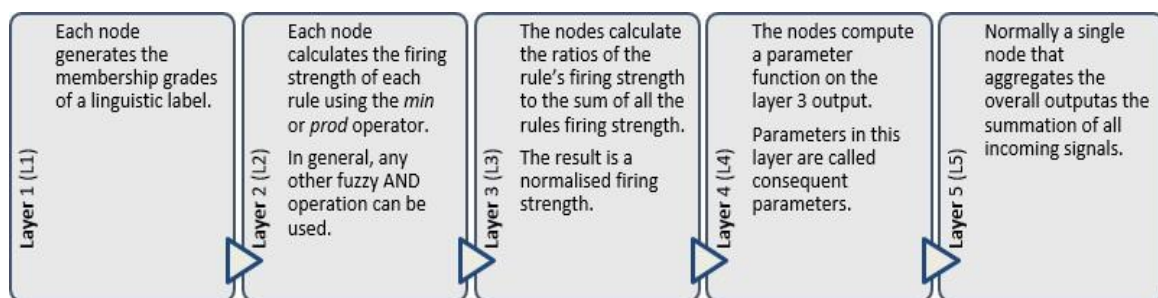 Each node
generates the
membership grades
of a linguistic label.
Layer 1 (L1)
Each node
calculates the firing
strength of each
rule using the min
or prod operator.
In general, any
other fuzzy AND
operation can be
used.
Layer 2 (L2)
The nodes calculate
the ratios of the
rule's firing strength
to the sum of all the
rules firing strength.
The result is a
normalised firing
strength.
Layer 3 (L3)
The nodes compute
a parameter
function on the
layer 3 output.
Parameters in this
layer are called
consequent
parameters.
Layer 4 (L4)
Normally a single
node that
aggregates the
overall outputas the
summation of all
incoming signals.
Layer 5 (L5)